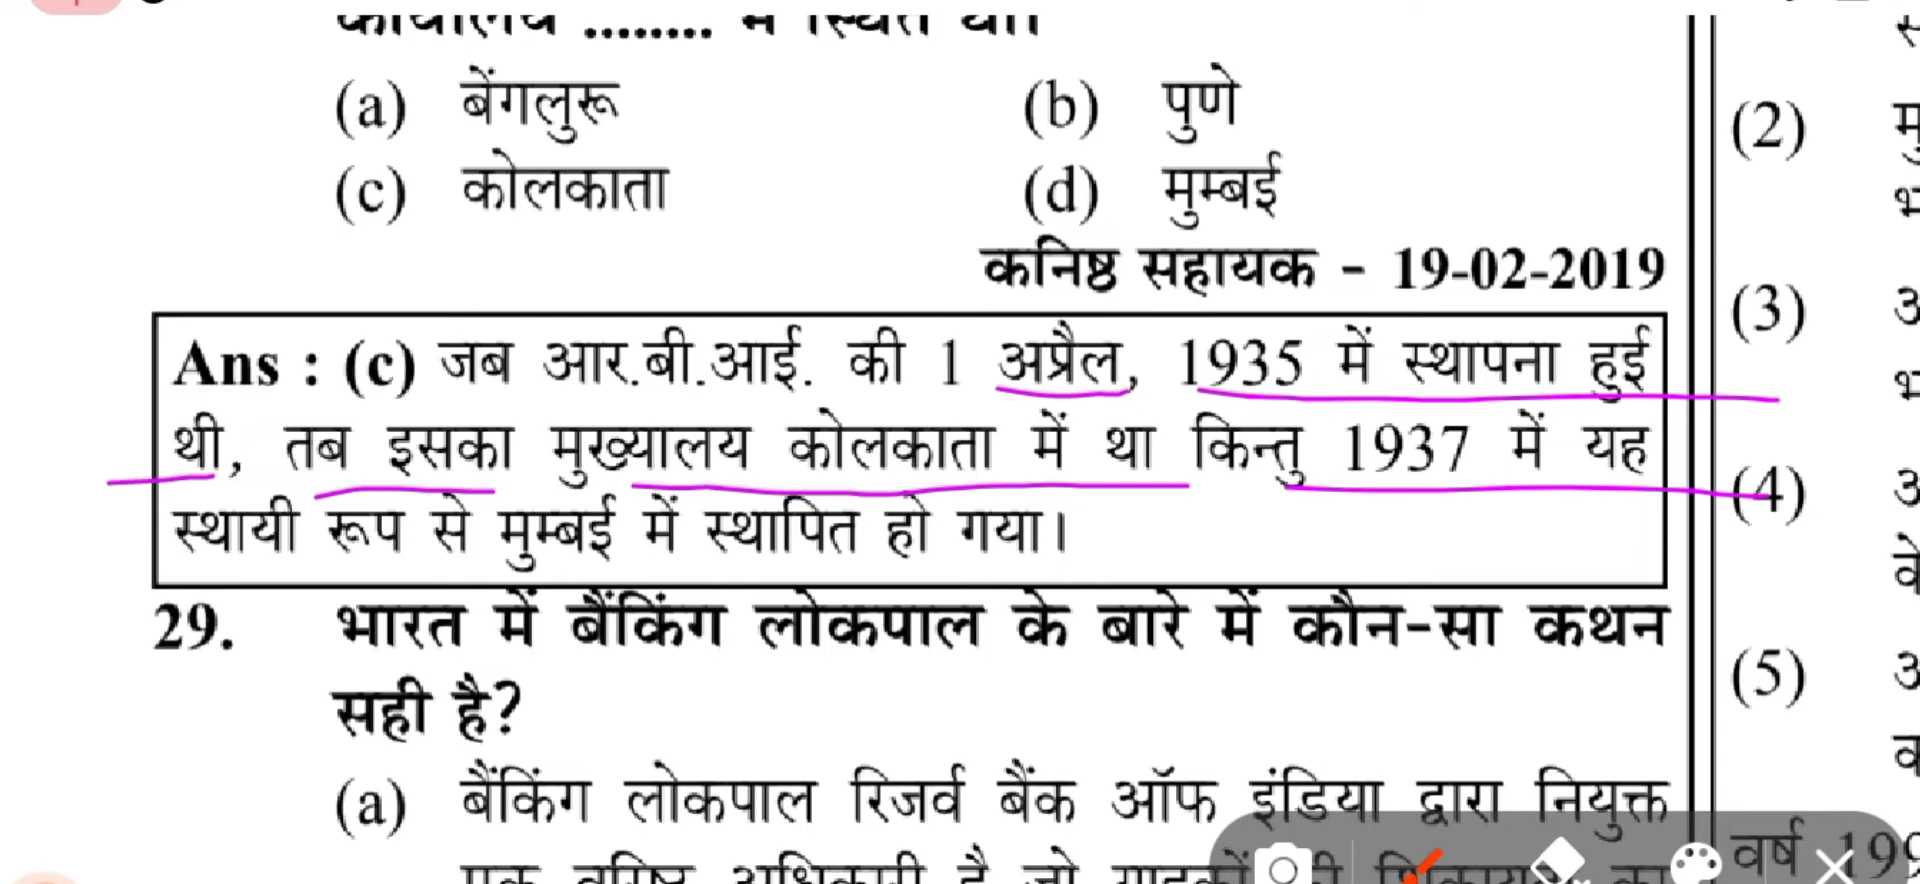 ........ में स्थित था।
(a) बेंगलुरू (b) पुणे
(c) कोलकाता (d) मुम्बई
कनिष्ठ सहायक - 19-02-2019
Ans : (c) जब आर.बी.आई. की 1 अप्रैल, 1935 में स्थापना हुई
थी, तब इसका मुख्यालय कोलकाता में था किन्तु 1937 में यह
स्थायी रूप से मुम्बई में स्थापित हो गया।
29. भारत में बैंकिंग लोकपाल के बारे में कौन-सा कथन
सही है?
(a) बैंकिंग लोकपाल रिजर्व बैंक ऑफ इंडिया द्वारा नियुक्त
(2)
(3)
(4)
(5)
वर्ष